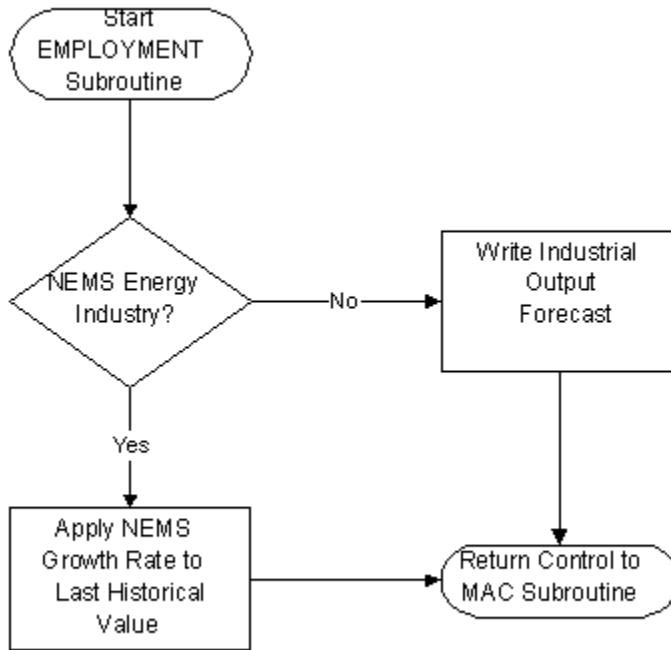 Start
EMPLOYMENT
Subroutine
NEMS Energy
Industry?
No
Write Industrial
Output
Forecast
Yes
Apply NEMS
Growth Rate to
Last Historical
Value
Return Control to
MAC Subroutine